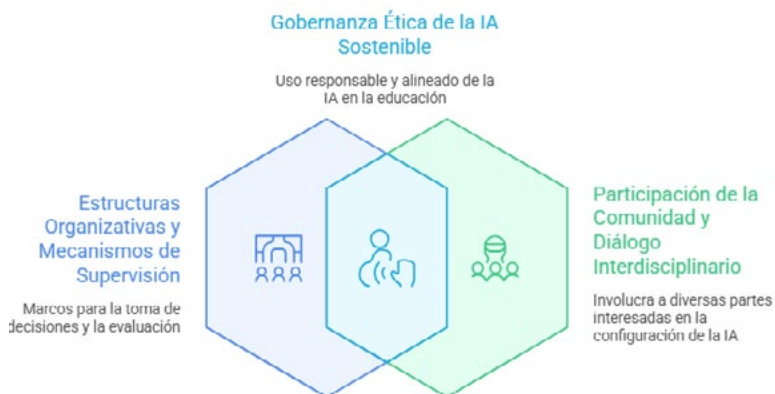 Gobernanza Ética de la IA
Sostenible
Uso responsable y alineado de la
IA en la educación
Estructuras
Organizativas y
Mecanismos de
Supervisión
Marcos para la toma de
decisiones y la evaluación
Participación de la
Comunidad y
Diálogo
Interdisciplinario
Involucra a diversas partes
interesadas en la
configuración de la IA